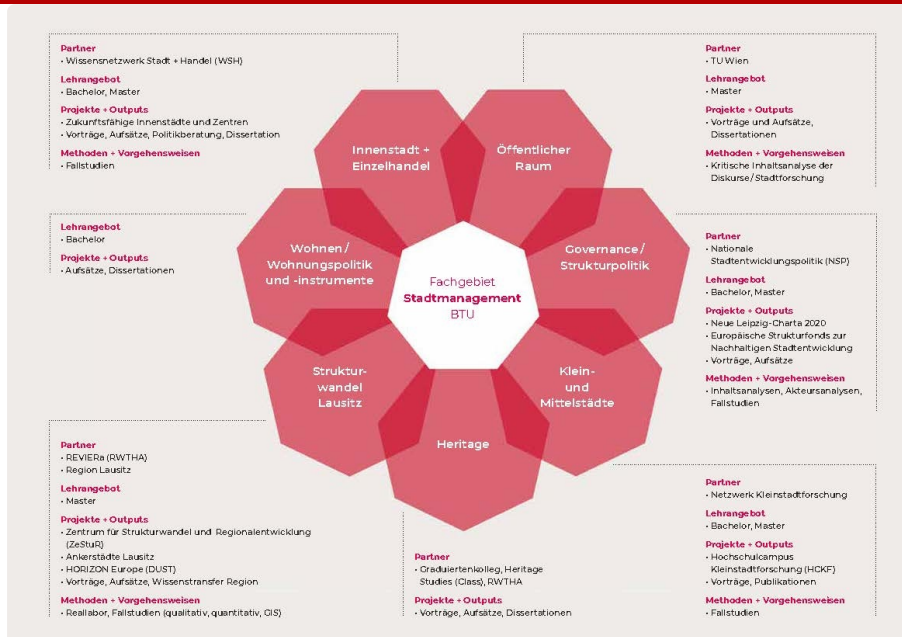 Partner
• Wissensnetzwerk Stadt + Handel (WSH)
Lehrangebot
• Bachelor, Master
Projekte + Outputs
• Zukunftsfähige Innenstädte und Zentren
• Vorträge, Aufsätze, Politikberatung, Dissertation
Methoden + Vorgehensweisen
• Fallstudien
Partner
• TU Wien
Lehrangebot
• Master
Projekte + Outputs
• Vorträge und Aufsätze,
Dissertationen
Methoden + Vorgehensweisen
• Kritische Inhaltsanalyse der
Diskurse/Stadtforschung
Innenstadt +
Einzelhandel
Öffentlicher
Raum
Lehrangebot
• Bachelor
Projekte + Outputs
• Aufsätze, Dissertationen
Wohnen/
Wohnungspolitik
und -instrumente
Fachgebiet
Stadtmanagement
BTU
Governance/
Strukturpolitik
Partner
• Nationale
Stadtentwicklungspolitik (NSP)
Lehrangebot
• Bachelor, Master
Projekte + Outputs
• Neue Leipzig-Charta 2020
• Europäische Strukturfonds zur
Nachhaltigen Stadtentwicklung
• Vorträge, Aufsätze
Methoden + Vorgehensweisen
• Inhaltsanalysen, Akteursanalysen,
Fallstudien
Struktur-
wandel
Lausitz
Klein-
und
Mittelstädte
Heritage
Partner
• REVIERa (RWTHA)
• Region Lausitz
Lehrangebot
• Master
Projekte + Outputs
• Zentrum für Strukturwandel und Regionalentwicklung
(ZeStuR)
• Ankerstädte Lausitz
• HORIZON Europe (DUST)
• Vorträge, Aufsätze, Wissenstransfer Region
Methoden + Vorgehensweisen
• Reallabor, Fallstudien (qualitativ, quantitativ, GIS)
Partner
• Graduiertenkolleg, Heritage
Studies (Class), RWTHA
Projekte + Outputs
• Vorträge, Aufsätze, Dissertationen
Partner
• Netzwerk Kleinstadtforschung
Lehrangebot
• Bachelor, Master
Projekte + Outputs
• Hochschulcampus
Kleinstadtforschung (HCKF)
• Vorträge, Publikationen
Methoden + Vorgehensweisen
• Fallstudien